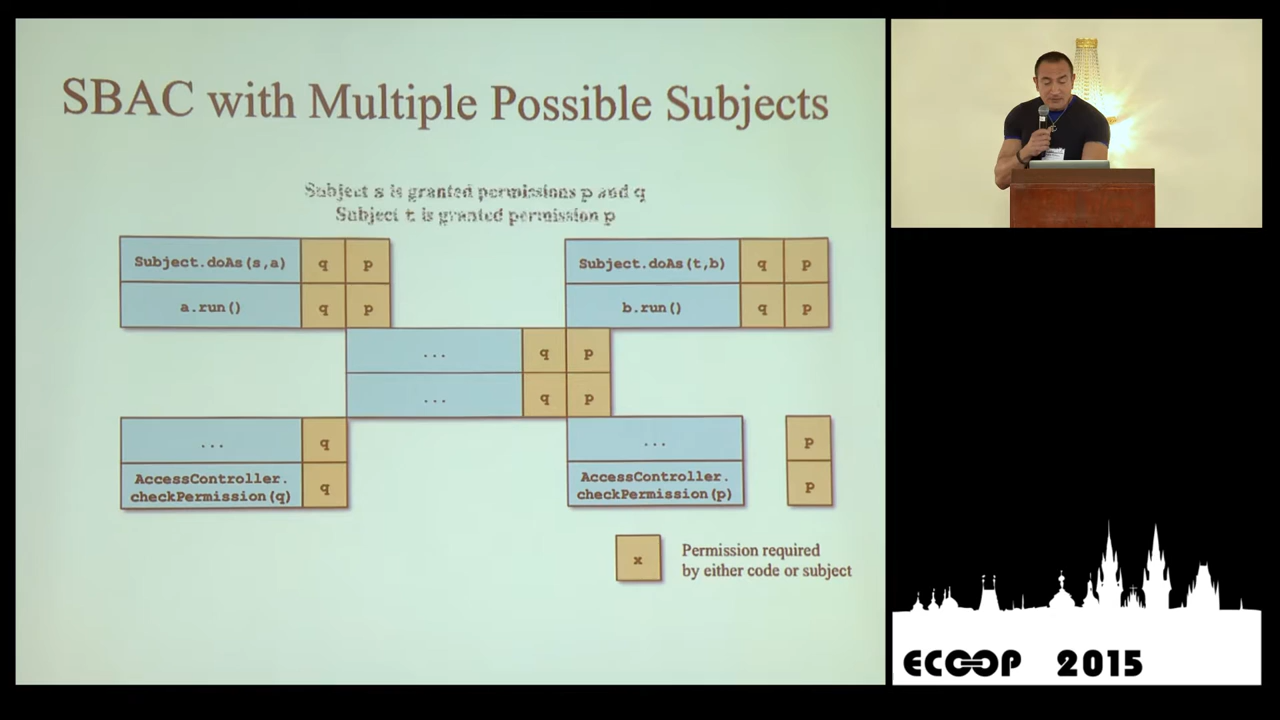 SBAC with Multiple Possible Subjects
Subject s is granted permissions p and q
Subject t is granted permission p
Subject.doAs(s,a) q p
Subject.doAs(t,b) q p
a.run() q p
b.run() q p
... q p
... q p
... q
... p
AccessController.
checkPermission(q) q
AccessController.
checkPermission(p) p
x
Permission required
by either code or subject
ECOOP 2015